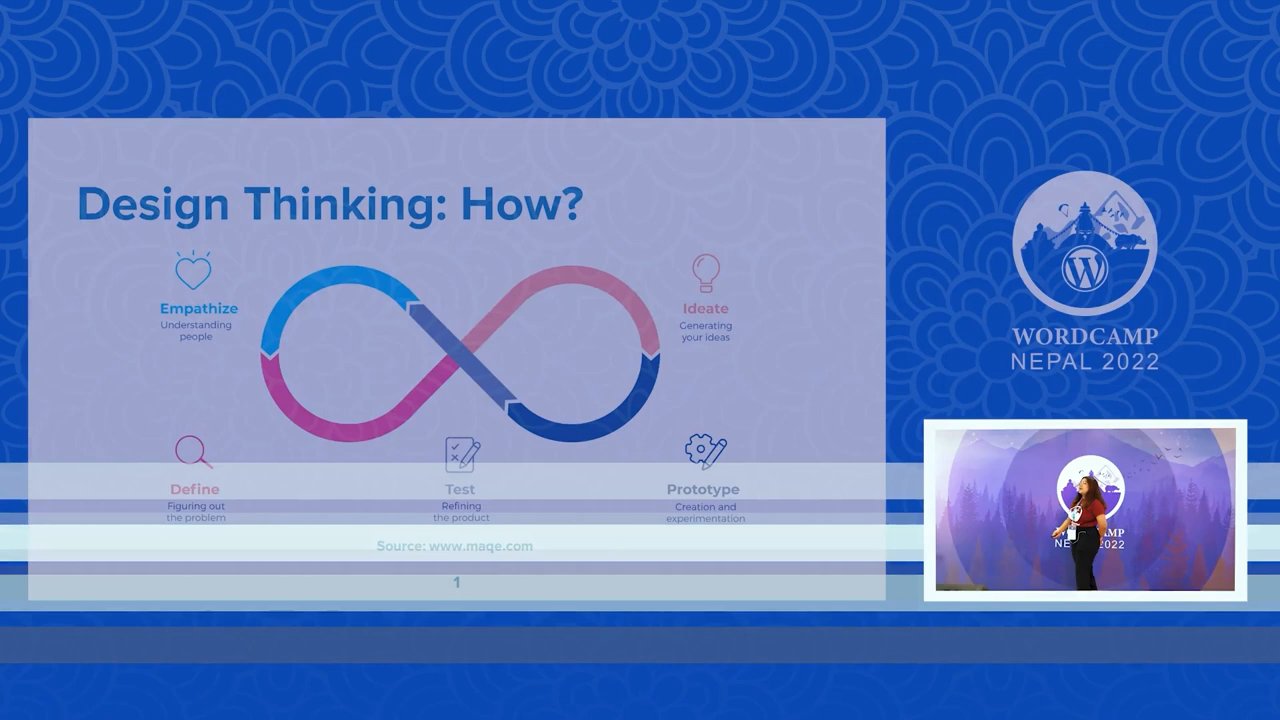 Design Thinking: How?
Empathize
Understanding
people
Ideate
Generating
your ideas
Define
Figuring out
the problem
Test
Refining
the product
Prototype
Creation and
experimentation
Source: www.maqe.com
1
W
WORDCAMP
NEPAL 2022